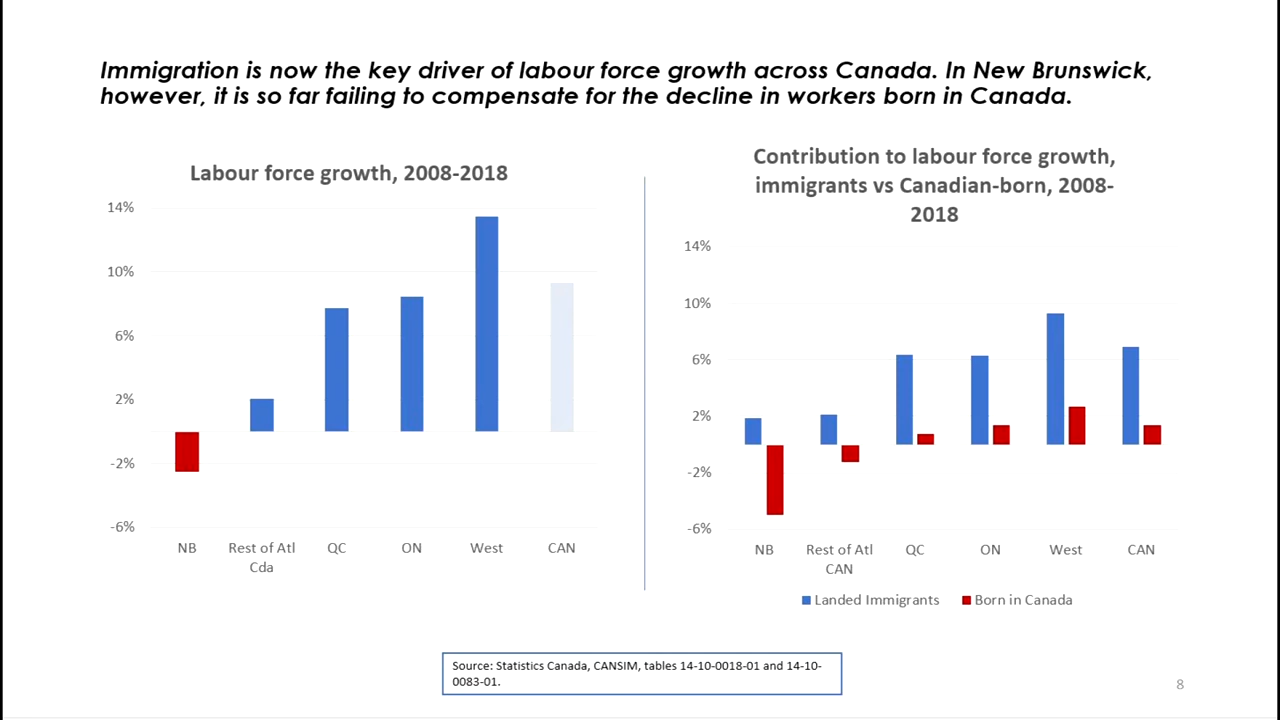 Immigration is now the key driver of labour force growth across Canada. In New Brunswick,
however, it is so far failing to compensate for the decline in workers born in Canada.
Labour force growth, 2008-2018
14%
10%
6%
2%
-2%
-6%
NB
Rest of Atl
Cda
QC
ON
West
CAN
Contribution to labour force growth,
immigrants vs Canadian-born, 2008-
2018
14%
10%
6%
2%
-2%
-6%
NB
Rest of Atl
CAN
QC
ON
West
CAN
Landed Immigrants
Born in Canada
Source: Statistics Canada, CANSIM, tables 14-10-0018-01 and 14-10-
0083-01.
8